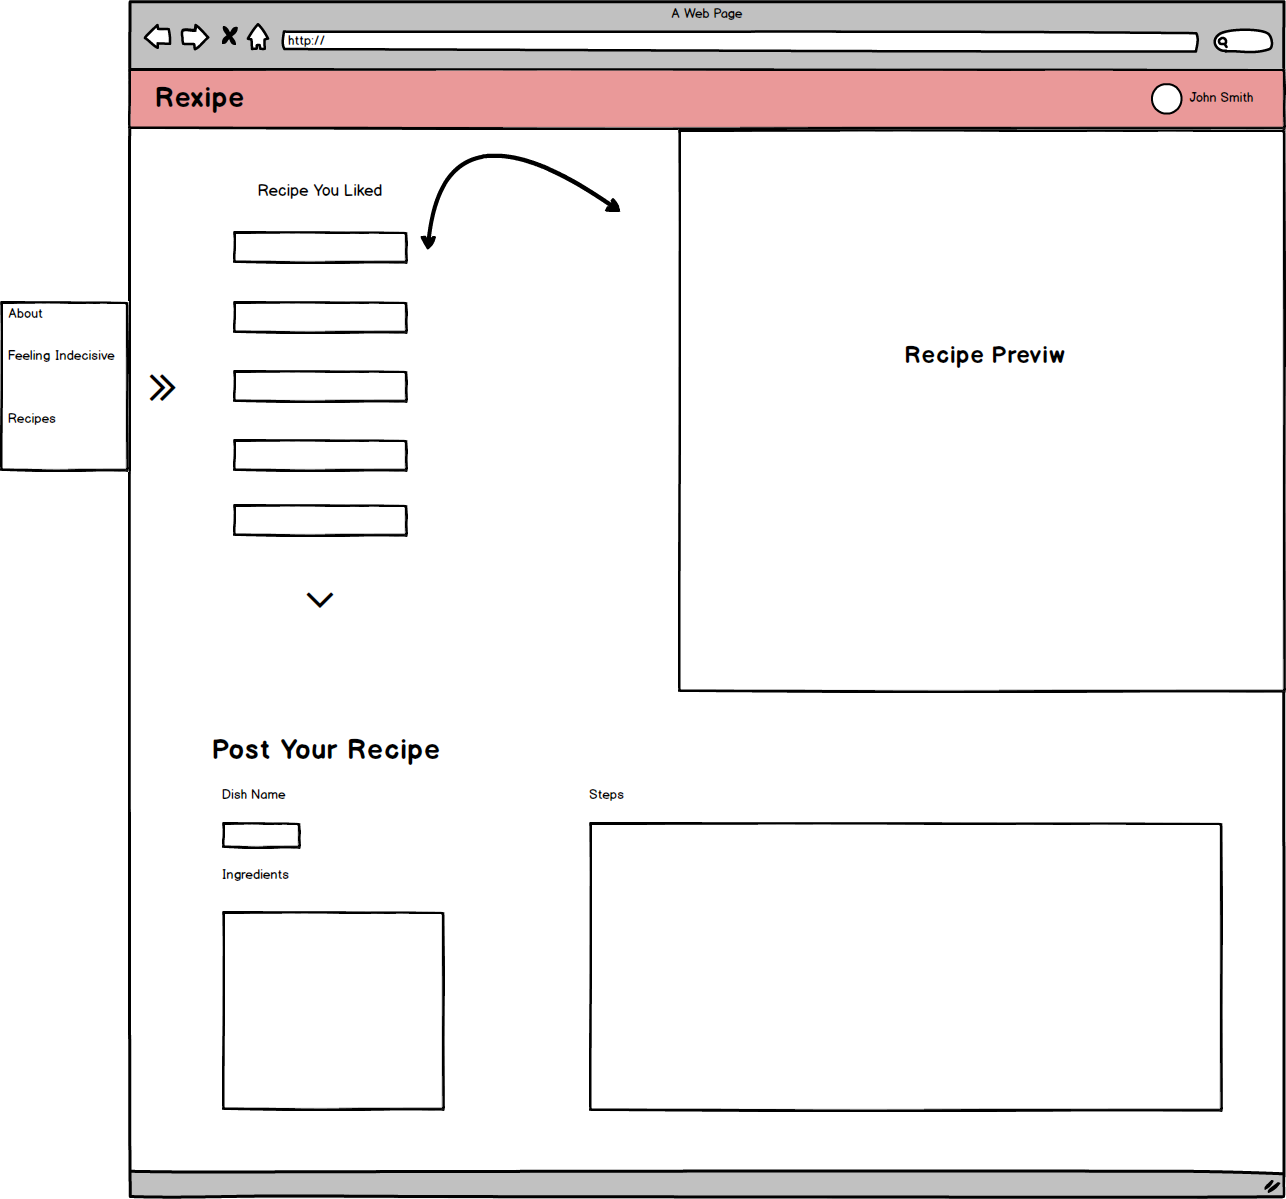 A Web Page
http://
Rexipe
John Smith
Recipe You Liked
About
Feeling Indecisive
Recipes
Recipe Previw
Post Your Recipe
Dish Name
Steps
Ingredients